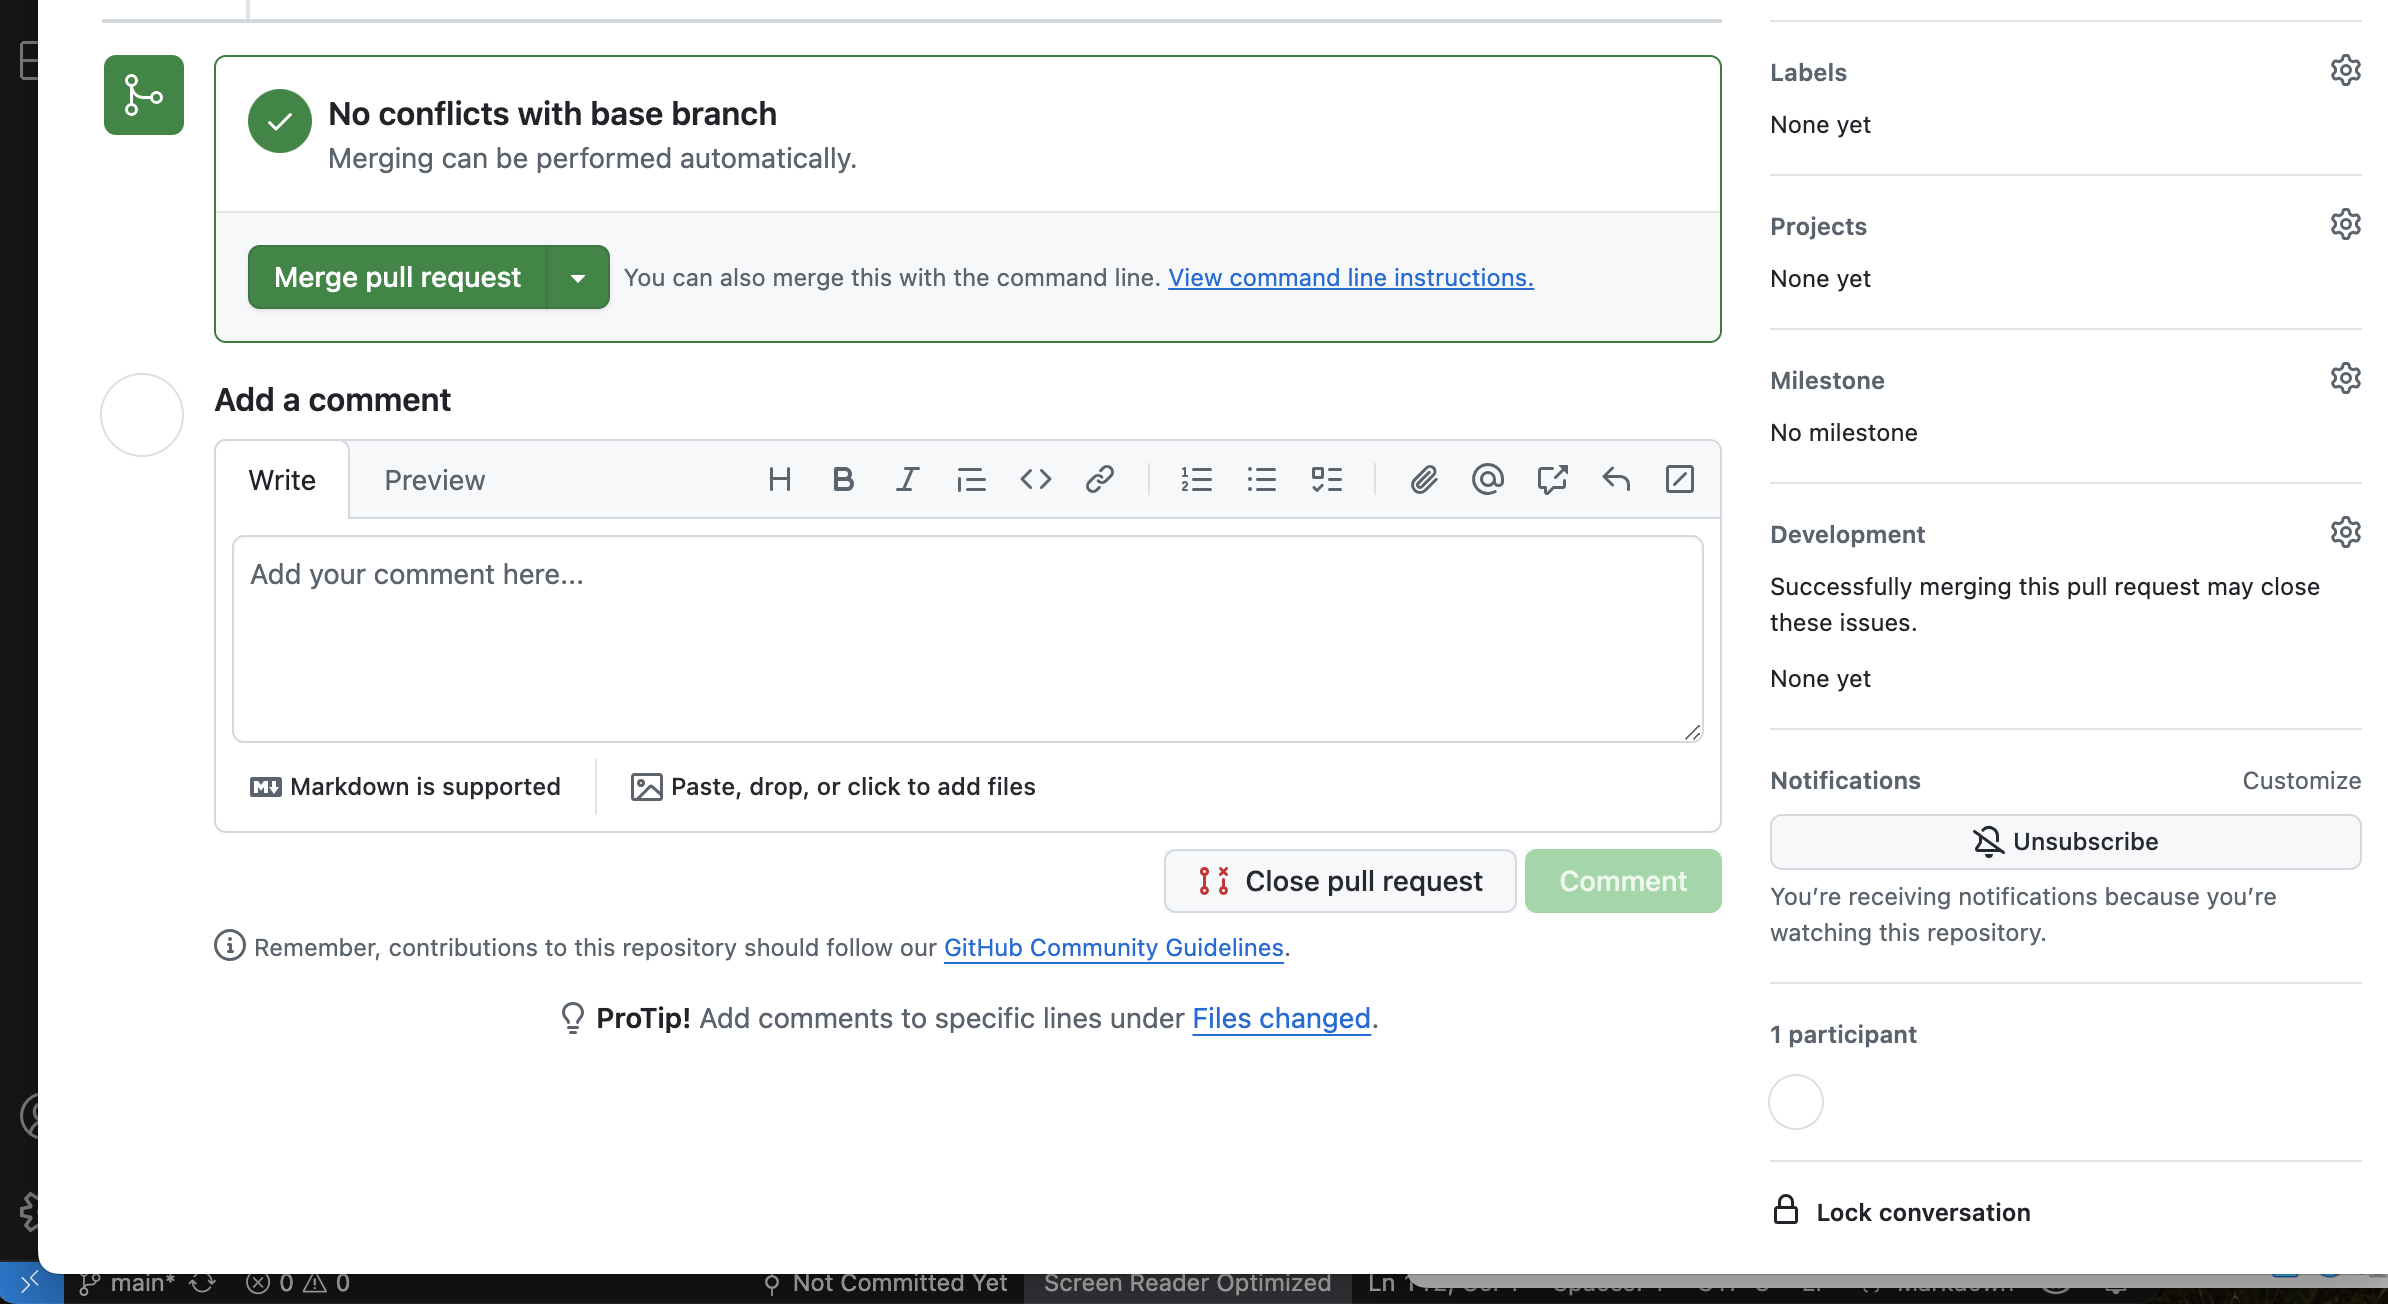 No conflicts with base branch
Merging can be performed automatically.
Merge pull request
You can also merge this with the command line. View command line instructions.
Add a comment
Write
Preview
Add your comment here...
Markdown is supported
Paste, drop, or click to add files
Close pull request
Comment
Remember, contributions to this repository should follow our GitHub Community Guidelines.
ProTip! Add comments to specific lines under Files changed.
Labels
None yet
Projects
None yet
Milestone
No milestone
Development
Successfully merging this pull request may close
these issues.
None yet
Notifications
Customize
Unsubscribe
You’re receiving notifications because you’re
watching this repository.
1 participant
Lock conversation
main*
0
0
Not Committed Yet
Screen Reader Optimized
Ln